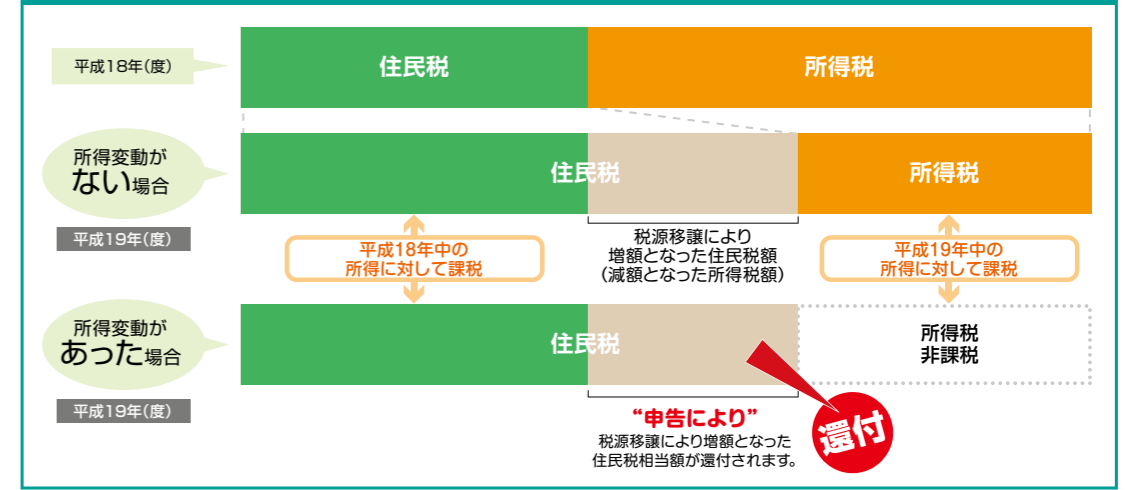 平成18年(度)
住民税
所得税
所得変動が
ない場合
平成19年(度)
住民税
所得税
平成18年中の
所得に対して課税
税源移譲により
増額となった住民税額
(減額となった所得税額)
平成19年中の
所得に対して課税
所得変動が
あった場合
平成19年(度)
住民税
所得税
非課税
“申告により”
税源移譲により増額となった
住民税相当額が還付されます。
還付